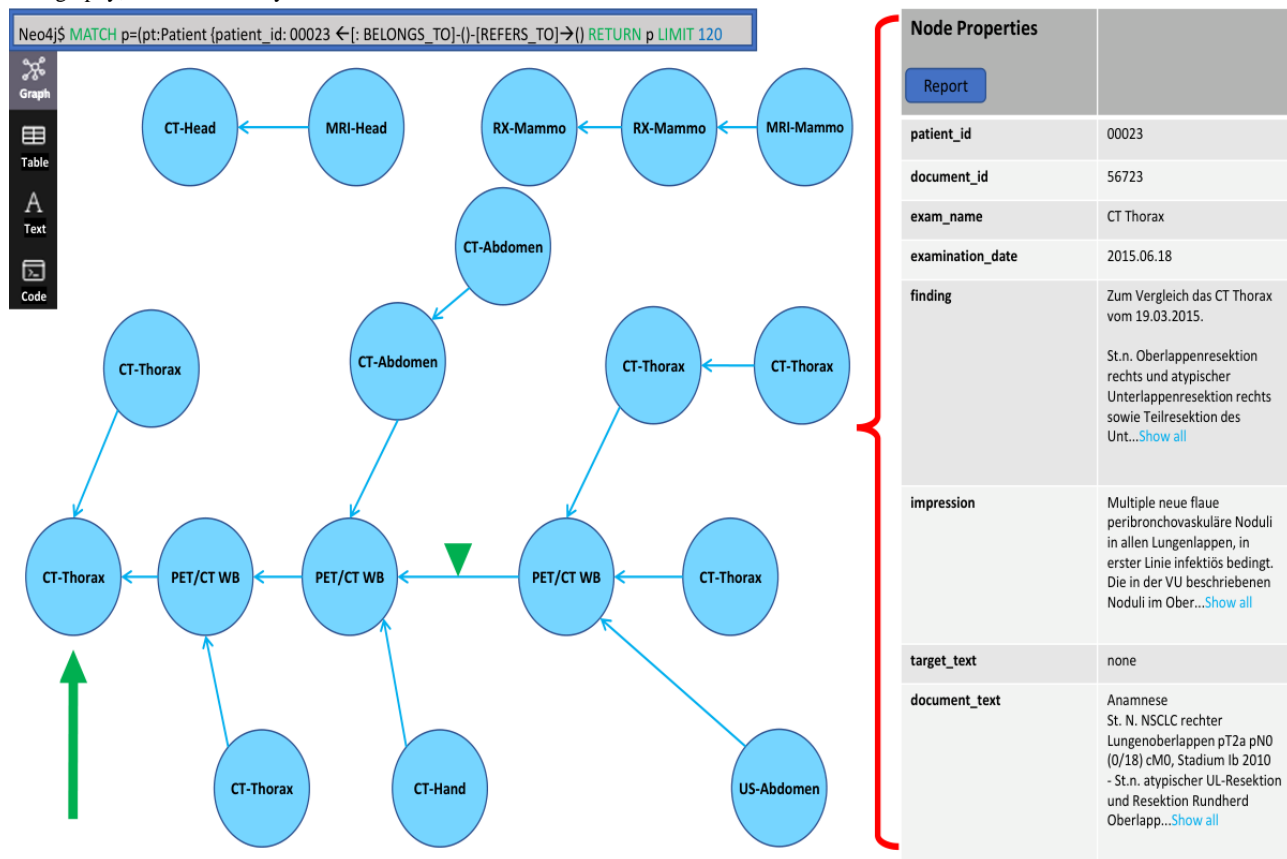 Neo4j$ MATCH p=(pt:Patient {patient_id: 00023 ←[: BELONGS_TO]-()-[REFERS_TO]→() RETURN p LIMIT 120
Graph
Table
A
Text
Code
CT-Head
MRI-Head
RX-Mammo
RX-Mammo
MRI-Mammo
CT-Abdomen
CT-Thorax
CT-Abdomen
CT-Thorax
CT-Thorax
CT-Thorax
PET/CT WB
PET/CT WB
PET/CT WB
CT-Thorax
CT-Thorax
CT-Hand
US-Abdomen
Node Properties
Report
patient_id
00023
document_id
56723
exam_name
CT Thorax
examination_date
2015.06.18
finding
Zum Vergleich das CT Thorax
vom 19.03.2015.
St.n. Oberlappenresektion
rechts und atypischer
Unterlappenresektion rechts
sowie Teilresektion des
Unt...Show all
impression
Multiple neue flaue
peribronchovaskuläre Noduli
in allen Lungenlappen, in
erster Linie infektiös bedingt.
Die in der VU beschriebenen
Noduli im Ober...Show all
target_text
none
document_text
Anamnese
St. N. NSCLC rechter
Lungenoberlappen pT2a pN0
(0/18) cM0, Stadium Ib 2010
- St.n. atypischer UL-Resektion
und Resektion Rundherd
Oberlapp...Show all